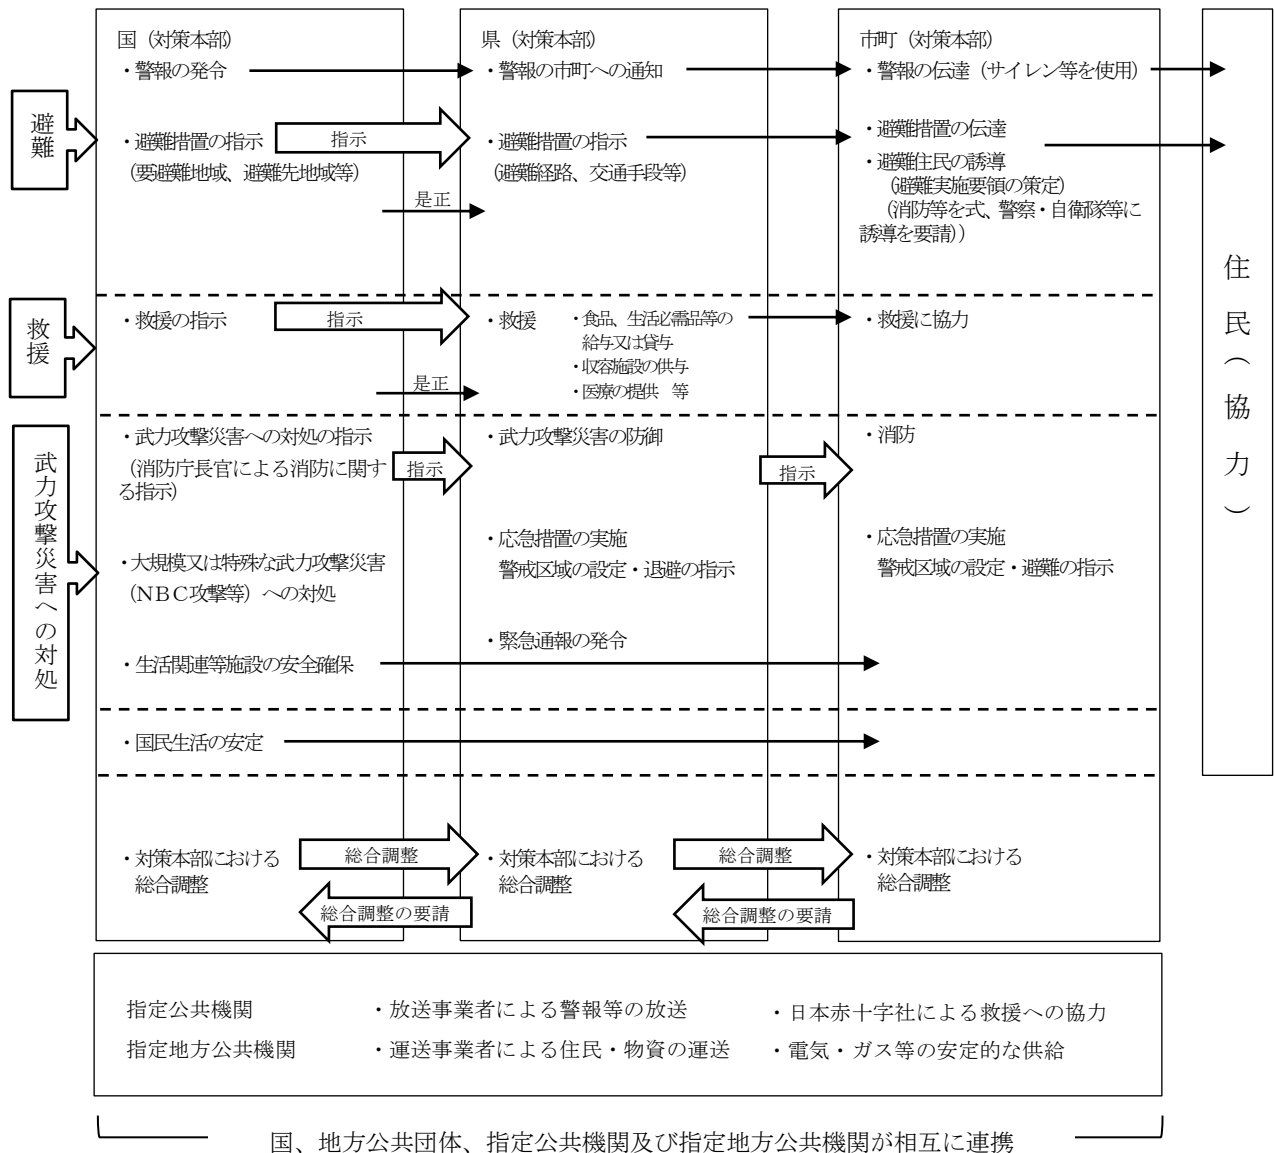 避難
国（対策本部）
・警報の発令
・避難措置の指示
（要避難地域、避難先地域等）
指示
是正
県（対策本部）
・警報の市町への通知
・避難措置の指示
（避難経路、交通手段等）
市町（対策本部）
・警報の伝達（サイレン等を使用）
・避難措置の伝達
・避難住民の誘導
（避難実施要領の策定）
（消防等を式、警察・自衛隊等に
誘導を要請））
住民（協力）
救援
・救援の指示
指示
是正
・救援
・食品、生活必需品等の
給与又は貸与
・収容施設の供与
・医療の提供　等
・救援に協力
武力攻撃災害への対処
・武力攻撃災害への対処の指示
（消防庁長官による消防に関す
る指示）
指示
・大規模又は特殊な武力攻撃災害
（ＮＢＣ攻撃等）への対処
・生活関連等施設の安全確保
・武力攻撃災害の防御
指示
・応急措置の実施
警戒区域の設定・退避の指示
・緊急通報の発令
・消防
・応急措置の実施
警戒区域の設定・避難の指示
・国民生活の安定
・対策本部における
総合調整
総合調整
総合調整の要請
・対策本部における
総合調整
総合調整
総合調整の要請
・対策本部における
総合調整
指定公共機関
・放送事業者による警報等の放送
・日本赤十字社による救援への協力
指定地方公共機関
・運送事業者による住民・物資の運送
・電気・ガス等の安定的な供給
国、地方公共団体、指定公共機関及び指定地方公共機関が相互に連携